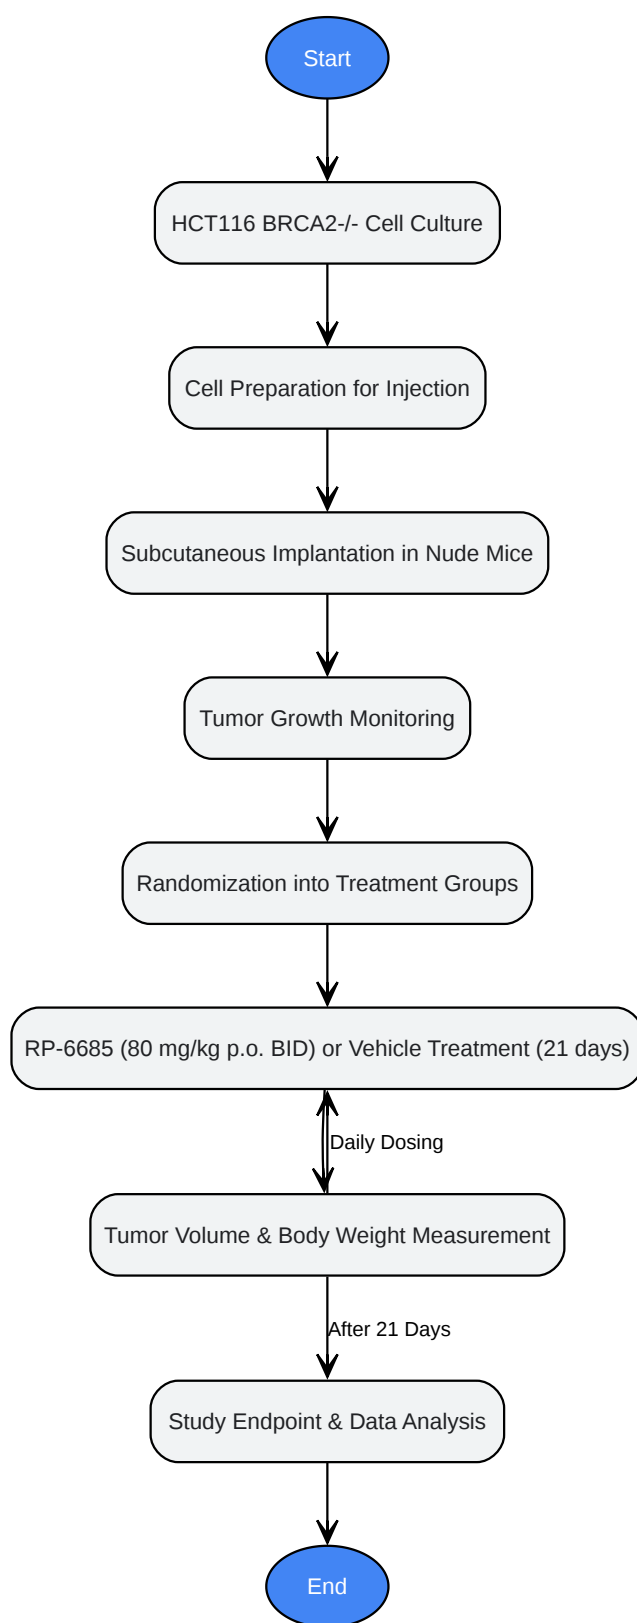 Start
HCT116 BRCA2-/- Cell Culture
Cell Preparation for Injection
Subcutaneous Implantation in Nude Mice
Tumor Growth Monitoring
Randomization into Treatment Groups
RP-6685 (80 mg/kg p.o. BID) or Vehicle Treatment (21 days)
Daily Dosing
Tumor Volume & Body Weight Measurement
After 21 Days
Study Endpoint & Data Analysis
End